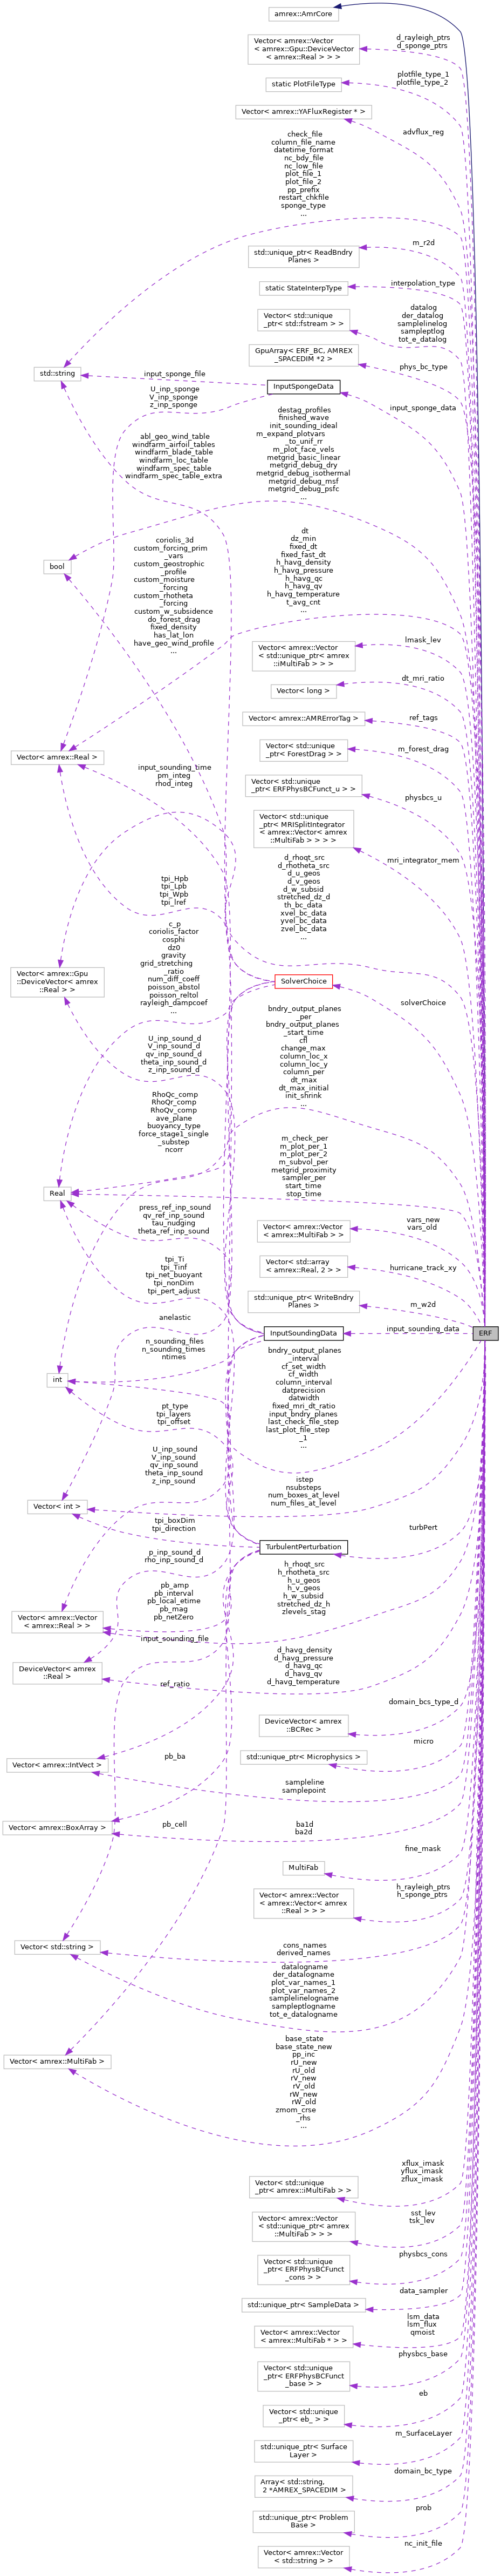 amrex::AmrCore
Vector< amrex::Vector
< amrex::Gpu::DeviceVector
< amrex::Real > > >
d_rayleigh_ptrs
d_sponge_ptrs
static PlotFileType
plotfile_type_1
plotfile_type_2
Vector< amrex::YAFluxRegister * >
advflux_reg
check_file
column_file_name
datetime_format
nc_bdy_file
nc_low_file
plot_file_1
plot_file_2
pp_prefix
restart_chkfile
sponge_type
...
std::unique_ptr< ReadBndry
Planes >
m_r2d
static StateInterpType
interpolation_type
Vector< std::unique
_ptr< std::fstream > >
datalog
der_datalog
samplelinelog
sampleptlog
tot_e_datalog
GpuArray< ERF_BC, AMREX
_SPACEDIM *2 >
phys_bc_type
std::string
input_sponge_file
InputSpongeData
input_sponge_data
U_inp_sponge
V_inp_sponge
z_inp_sponge
abl_geo_wind_table
windfarm_airfoil_tables
windfarm_blade_table
windfarm_loc_table
windfarm_spec_table
windfarm_spec_table_extra
destag_profiles
finished_wave
init_sounding_ideal
m_expand_plotvars
_to_unif_rr
m_plot_face_vels
metgrid_basic_linear
metgrid_debug_dry
metgrid_debug_isothermal
metgrid_debug_msf
metgrid_debug_psfc
...
bool
coriolis_3d
custom_forcing_prim
_vars
custom_geostrophic
_profile
custom_moisture
_forcing
custom_rhotheta
_forcing
custom_w_subsidence
do_forest_drag
fixed_density
has_lat_lon
have_geo_wind_profile
...
dt
dz_min
fixed_dt
fixed_fast_dt
h_havg_density
h_havg_pressure
h_havg_qc
h_havg_qv
h_havg_temperature
t_avg_cnt
...
Vector< amrex::Vector
< std::unique_ptr< amrex
::iMultiFab > > >
lmask_lev
Vector< long >
dt_mri_ratio
Vector< amrex::AMRErrorTag >
ref_tags
Vector< std::unique
_ptr< ForestDrag > >
m_forest_drag
Vector< amrex::Real >
input_sounding_time
pm_integ
rhod_integ
Vector< std::unique
_ptr< ERFPhysBCFunct_u > >
physbcs_u
Vector< std::unique
_ptr< MRISplitIntegrator
< amrex::Vector< amrex
::MultiFab > > > >
mri_integrator_mem
tpi_Hpb
tpi_Lpb
tpi_Wpb
tpi_lref
d_rhoqt_src
d_rhotheta_src
d_u_geos
d_v_geos
d_w_subsid
stretched_dz_d
th_bc_data
xvel_bc_data
yvel_bc_data
zvel_bc_data
...
Vector< amrex::Gpu
::DeviceVector< amrex
::Real > >
c_p
coriolis_factor
cosphi
dz0
gravity
grid_stretching
_ratio
num_diff_coeff
poisson_abstol
poisson_reltol
rayleigh_dampcoef
...
SolverChoice
solverChoice
bndry_output_planes
_per
bndry_output_planes
_start_time
cfl
change_max
column_loc_x
column_loc_y
column_per
dt_max
dt_max_initial
init_shrink
...
U_inp_sound_d
V_inp_sound_d
qv_inp_sound_d
theta_inp_sound_d
z_inp_sound_d
RhoQc_comp
RhoQr_comp
RhoQv_comp
ave_plane
buoyancy_type
force_stage1_single
_substep
ncorr
m_check_per
m_plot_per_1
m_plot_per_2
m_subvol_per
metgrid_proximity
sampler_per
start_time
stop_time
Real
press_ref_inp_sound
qv_ref_inp_sound
tau_nudging
theta_ref_inp_sound
Vector< amrex::Vector
< amrex::MultiFab > >
vars_new
vars_old
Vector< std::array
< amrex::Real, 2 > >
hurricane_track_xy
tpi_Ti
tpi_Tinf
tpi_net_buoyant
tpi_nonDim
tpi_pert_adjust
std::unique_ptr< WriteBndry
Planes >
m_w2d
anelastic
InputSoundingData
input_sounding_data
ERF
n_sounding_files
n_sounding_times
ntimes
int
bndry_output_planes
_interval
cf_set_width
cf_width
column_interval
datprecision
datwidth
fixed_mri_dt_ratio
input_bndry_planes
last_check_file_step
last_plot_file_step
_1
...
pt_type
tpi_layers
tpi_offset
U_inp_sound
V_inp_sound
qv_inp_sound
theta_inp_sound
z_inp_sound
istep
nsubsteps
num_boxes_at_level
num_files_at_level
Vector< int >
tpi_boxDim
tpi_direction
TurbulentPerturbation
turbPert
p_inp_sound_d
rho_inp_sound_d
h_rhoqt_src
h_rhotheta_src
h_u_geos
h_v_geos
h_w_subsid
stretched_dz_h
zlevels_stag
pb_amp
pb_interval
pb_local_etime
pb_mag
pb_netZero
Vector< amrex::Vector
< amrex::Real > >
input_sounding_file
DeviceVector< amrex
::Real >
d_havg_density
d_havg_pressure
d_havg_qc
d_havg_qv
d_havg_temperature
ref_ratio
DeviceVector< amrex
::BCRec >
domain_bcs_type_d
std::unique_ptr< Microphysics >
micro
pb_ba
Vector< amrex::IntVect >
sampleline
samplepoint
Vector< amrex::BoxArray >
pb_cell
ba1d
ba2d
MultiFab
fine_mask
Vector< amrex::Vector
< amrex::Vector< amrex
::Real > > >
h_rayleigh_ptrs
h_sponge_ptrs
Vector< std::string >
cons_names
derived_names
datalogname
der_datalogname
plot_var_names_1
plot_var_names_2
samplelinelogname
sampleptlogname
tot_e_datalogname
Vector< amrex::MultiFab >
base_state
base_state_new
pp_inc
rU_new
rU_old
rV_new
rV_old
rW_new
rW_old
zmom_crse
_rhs
...
Vector< std::unique
_ptr< amrex::iMultiFab > >
xflux_imask
yflux_imask
zflux_imask
Vector< amrex::Vector
< std::unique_ptr< amrex
::MultiFab > > >
sst_lev
tsk_lev
Vector< std::unique
_ptr< ERFPhysBCFunct
_cons > >
physbcs_cons
std::unique_ptr< SampleData >
data_sampler
Vector< amrex::Vector
< amrex::MultiFab * > >
lsm_data
lsm_flux
qmoist
Vector< std::unique
_ptr< ERFPhysBCFunct
_base > >
physbcs_base
Vector< std::unique
_ptr< eb_ > >
eb
std::unique_ptr< Surface
Layer >
m_SurfaceLayer
Array< std::string,
2 *AMREX_SPACEDIM >
domain_bc_type
std::unique_ptr< Problem
Base >
prob
Vector< amrex::Vector
< std::string > >
nc_init_file